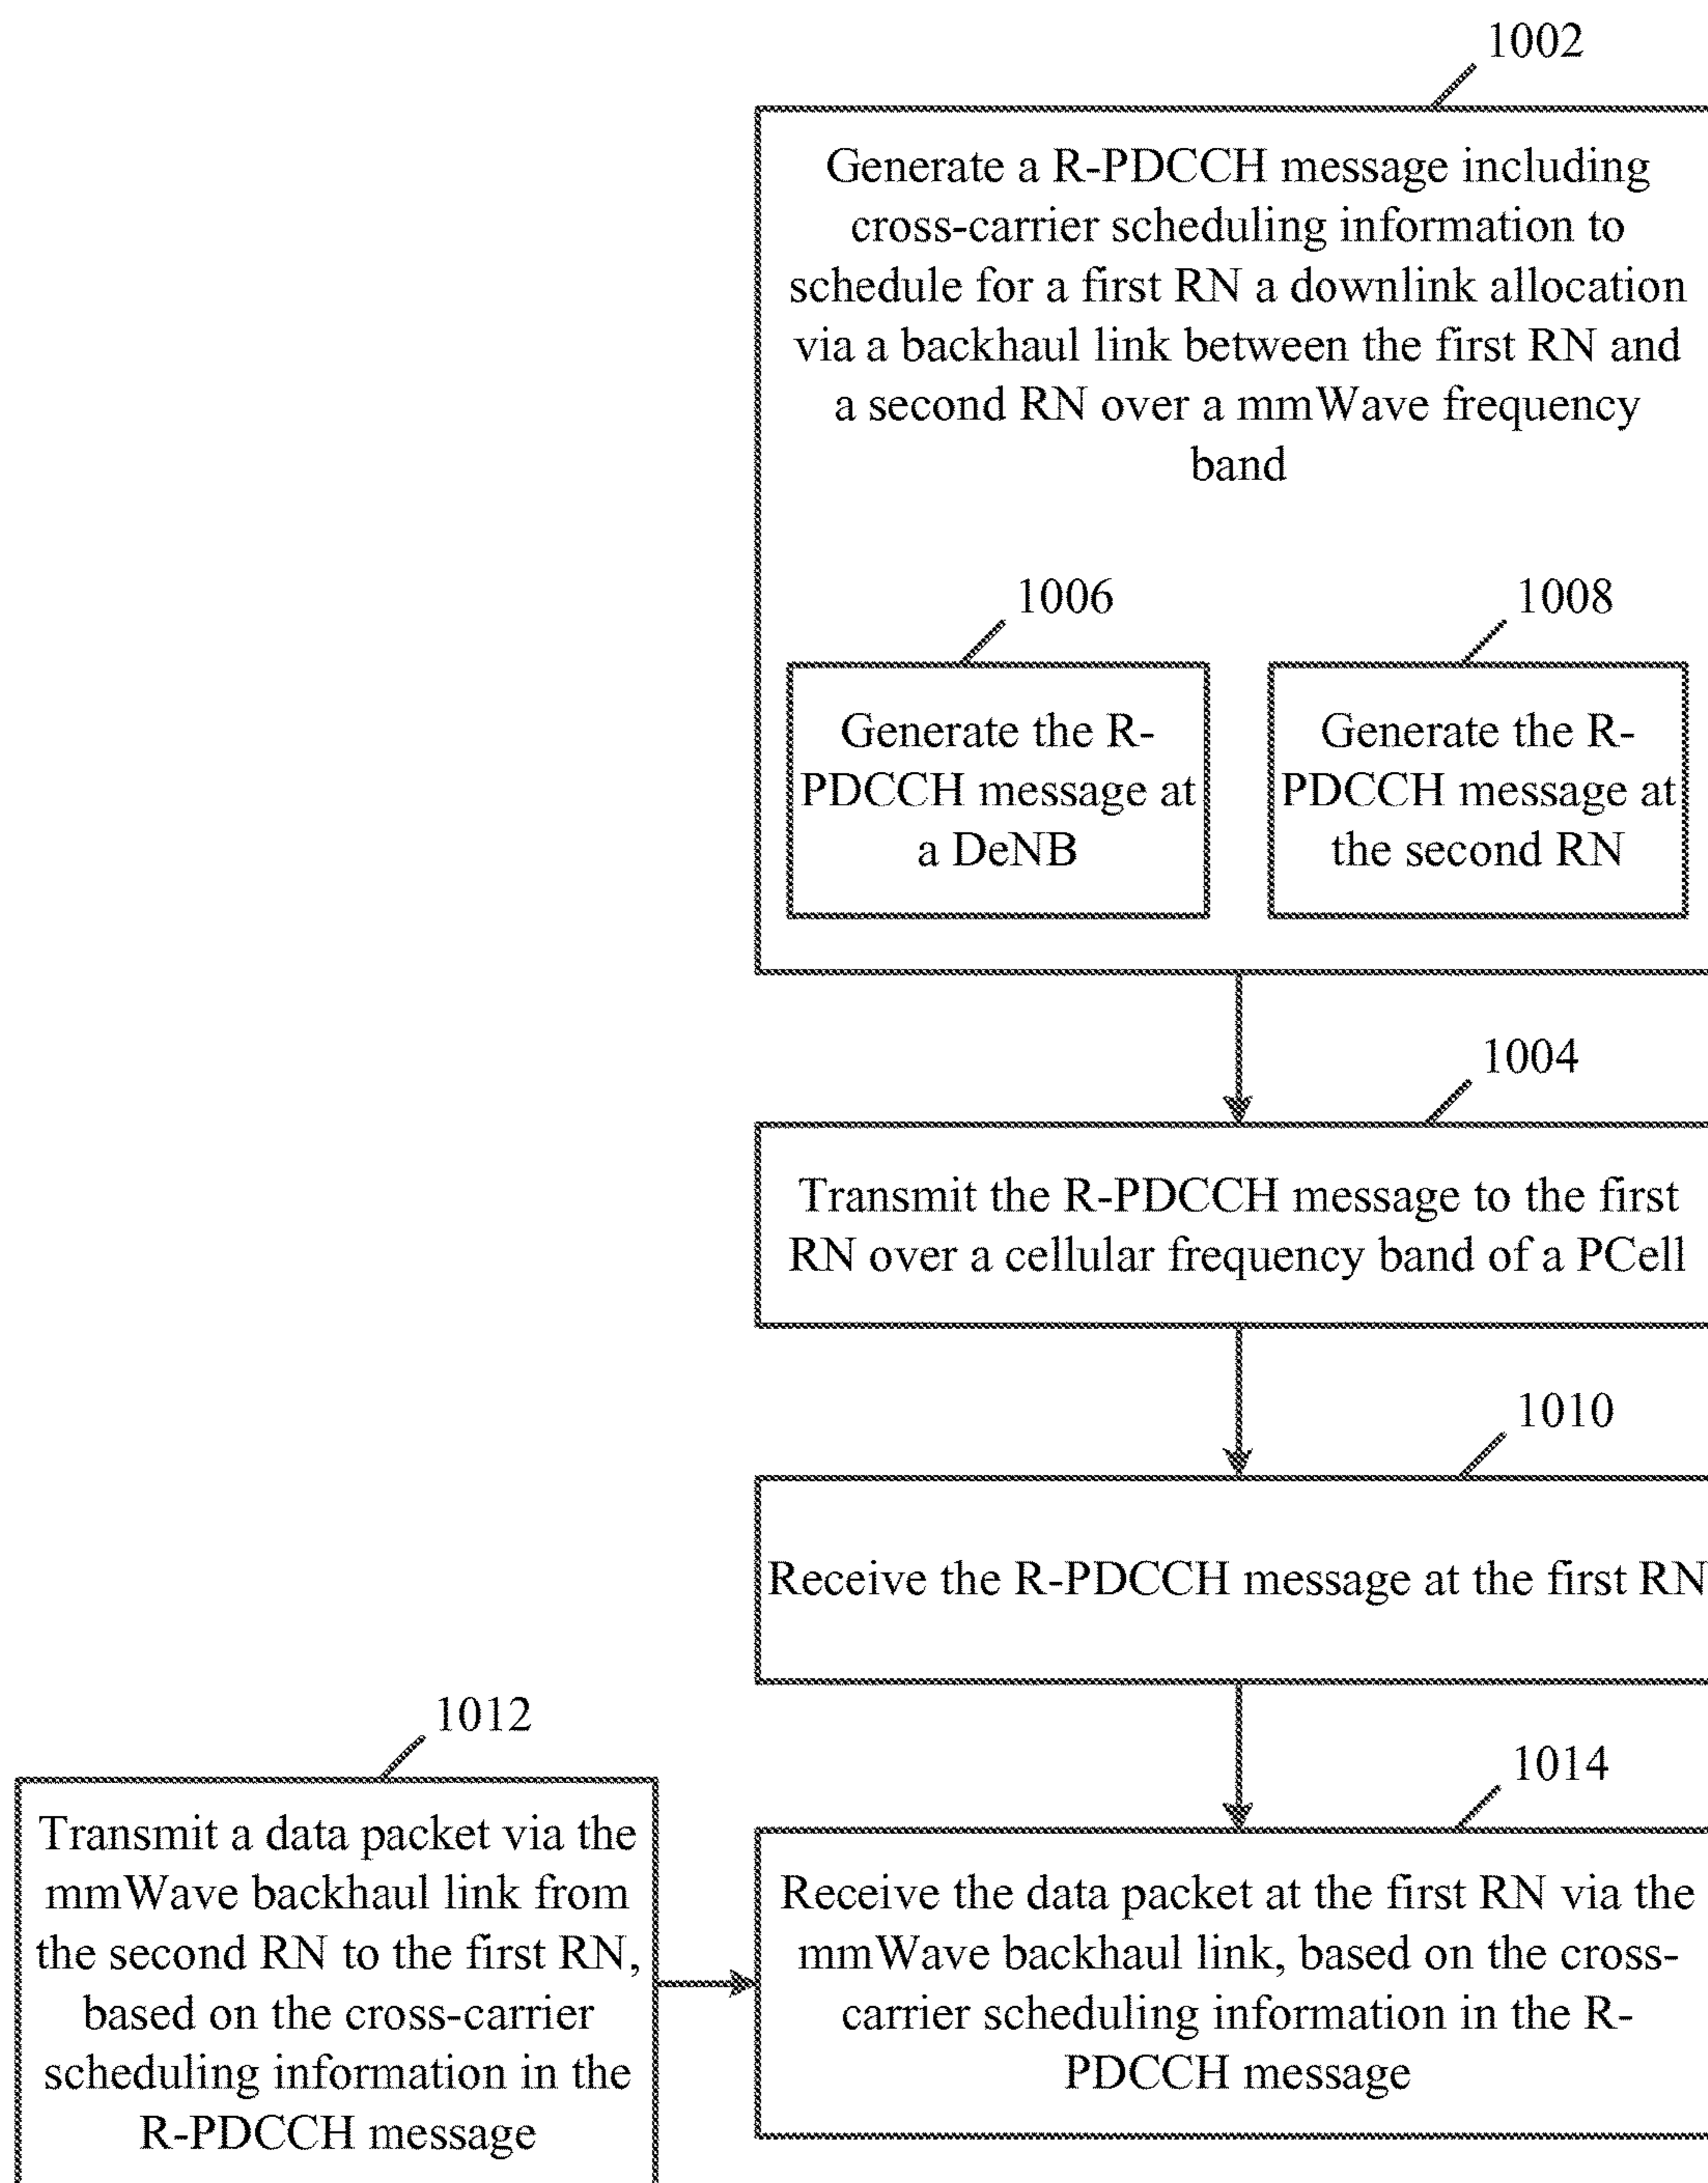 1002
Generate a R-PDCCH message including
cross-carrier scheduling information to
schedule for a first RN a downlink allocation
via a backhaul link between the first RN and
a second RN over a mmWave frequency
band
1006
Generate the R-
PDCCH message at
a DeNB
1008
Generate the R-
PDCCH message at
the second RN
1004
Transmit the R-PDCCH message to the first
RN over a cellular frequency band of a PCell
1010
Receive the R-PDCCH message at the first RN
1012
Transmit a data packet via the
mmWave backhaul link from
the second RN to the first RN,
based on the cross-carrier
scheduling information in the
R-PDCCH message
1014
Receive the data packet at the first RN via the
mmWave backhaul link, based on the cross-
carrier scheduling information in the R-
PDCCH message